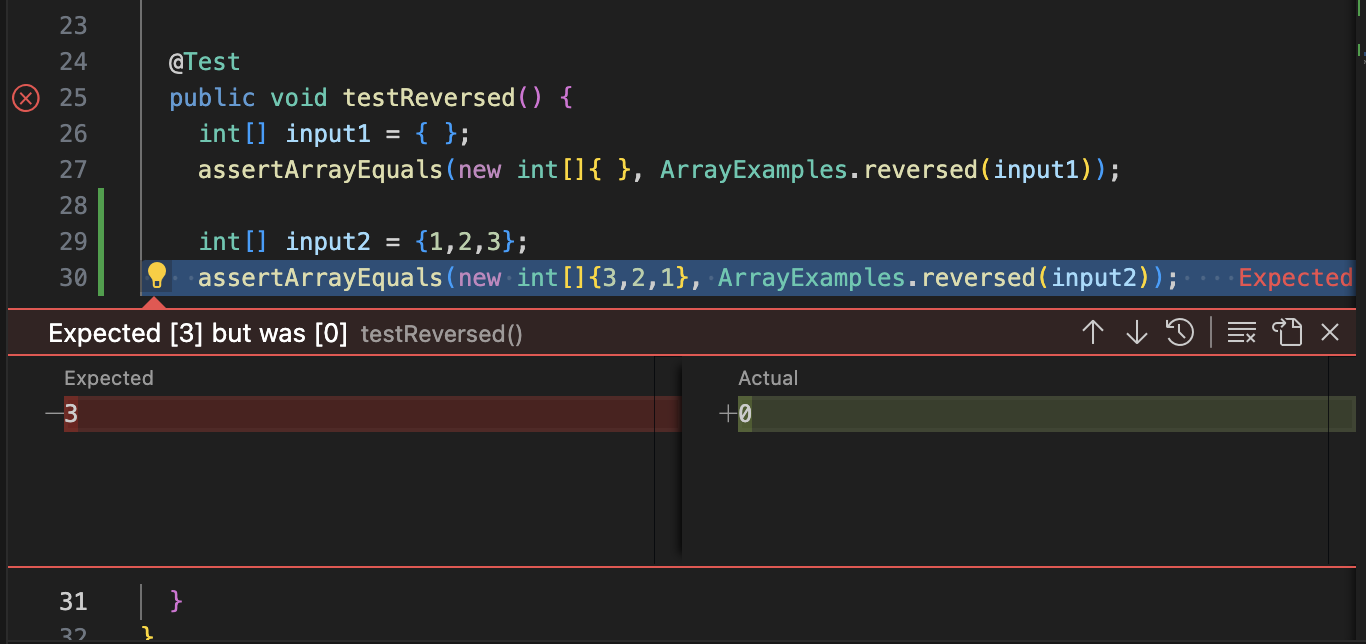 23
24 @Test
25 public void testReversed() {
26 int[] input1 = { };
27 assertArrayEquals(new int[]{ }, ArrayExamples.reversed(input1));
28
29 int[] input2 = {1,2,3};
30 assertArrayEquals(new int[]{3,2,1}, ArrayExamples.reversed(input2)); Expected
Expected [3] but was [0] testReversed()
Expected Actual
—3 +0
31 }
32 }